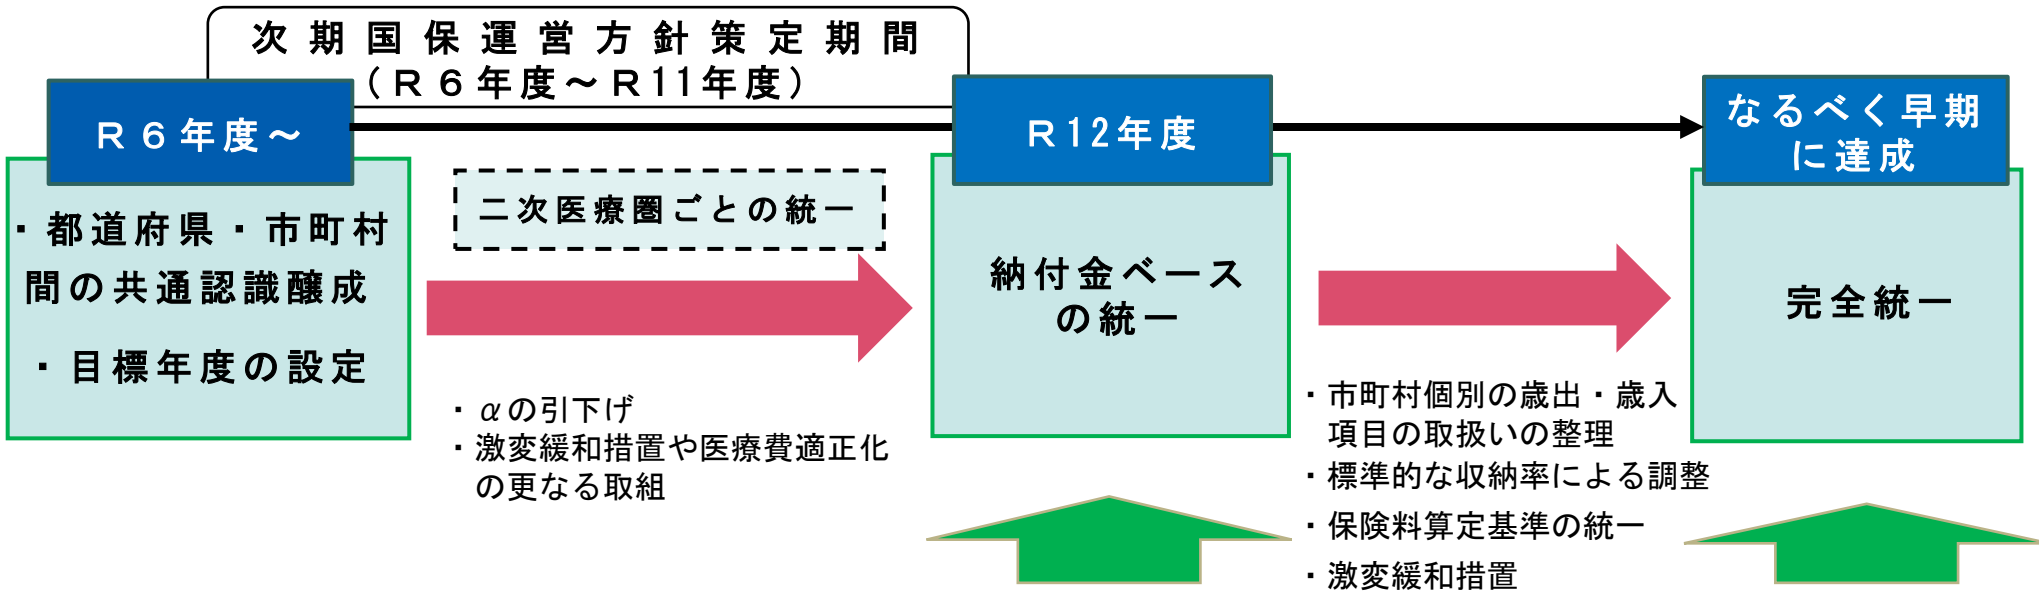 次期国保運営方針策定期間
（Ｒ６年度～Ｒ11年度）
Ｒ６年度～
・都道府県・市町村
間の共通認識醸成
・目標年度の設定
二次医療圏ごとの統一
・αの引下げ
・激変緩和措置や医療費適正化
の更なる取組
Ｒ12年度
納付金ベース
の統一
・市町村個別の歳出・歳入
項目の取扱いの整理
・標準的な収納率による調整
・保険料算定基準の統一
・激変緩和措置
なるべく早期
に達成
完全統一